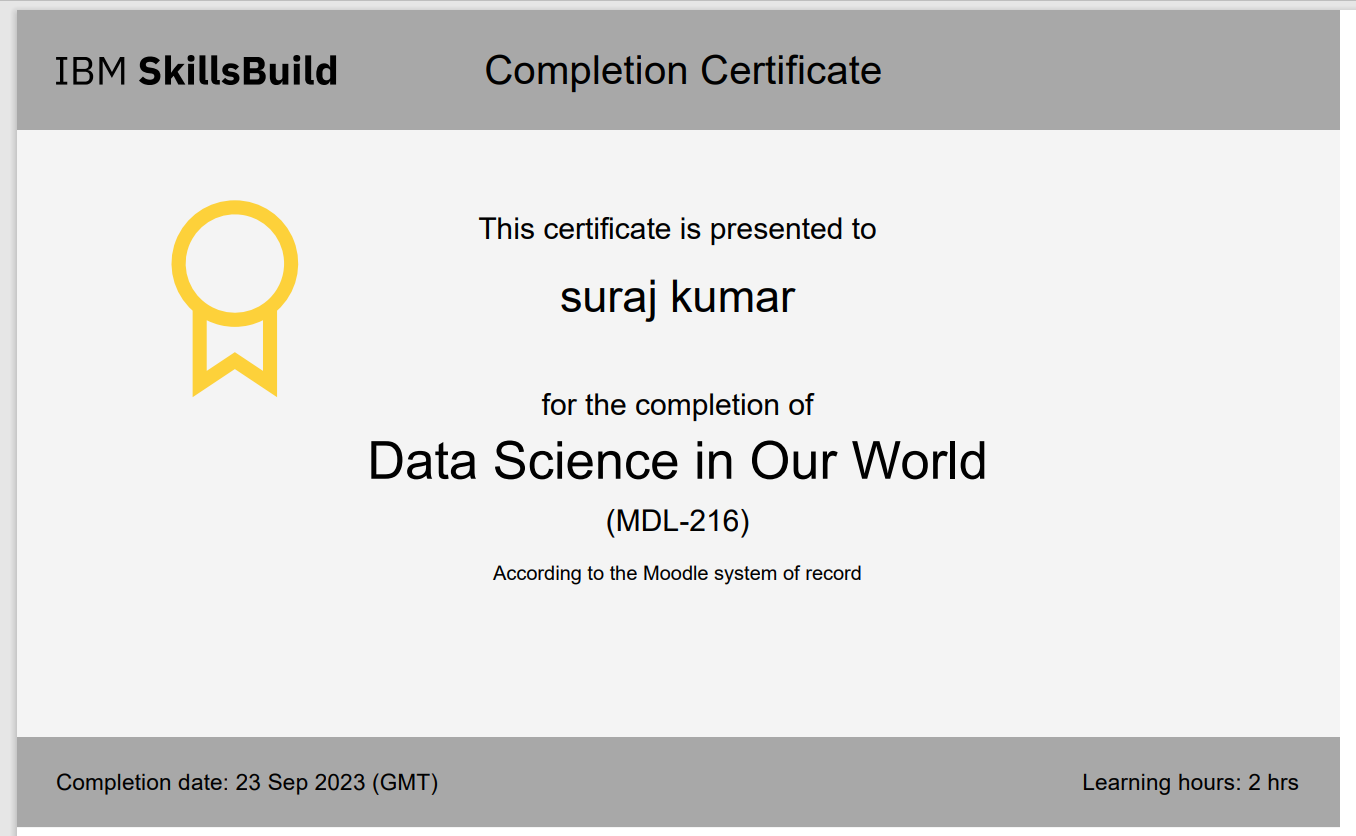 IBM SkillsBuild
Completion Certificate
This certificate is presented to
suraj kumar
for the completion of
Data Science in Our World
(MDL-216)
According to the Moodle system of record
Completion date: 23 Sep 2023 (GMT)
Learning hours: 2 hrs